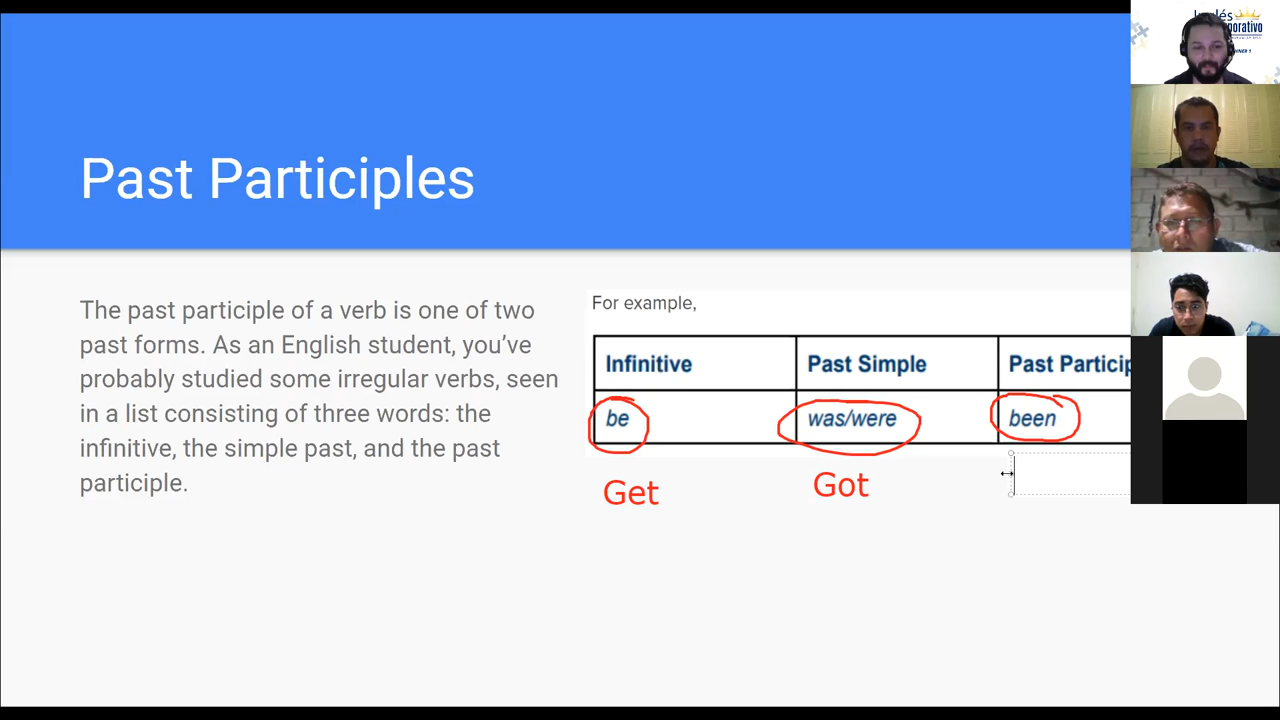 Past Participles
The past participle of a verb is one of two
past forms. As an English student, you've
probably studied some irregular verbs, seen
in a list consisting of three words: the
infinitive, the simple past, and the past
participle.
For example,
Infinitive Past Simple Past Particip
be was/were been
Get Got